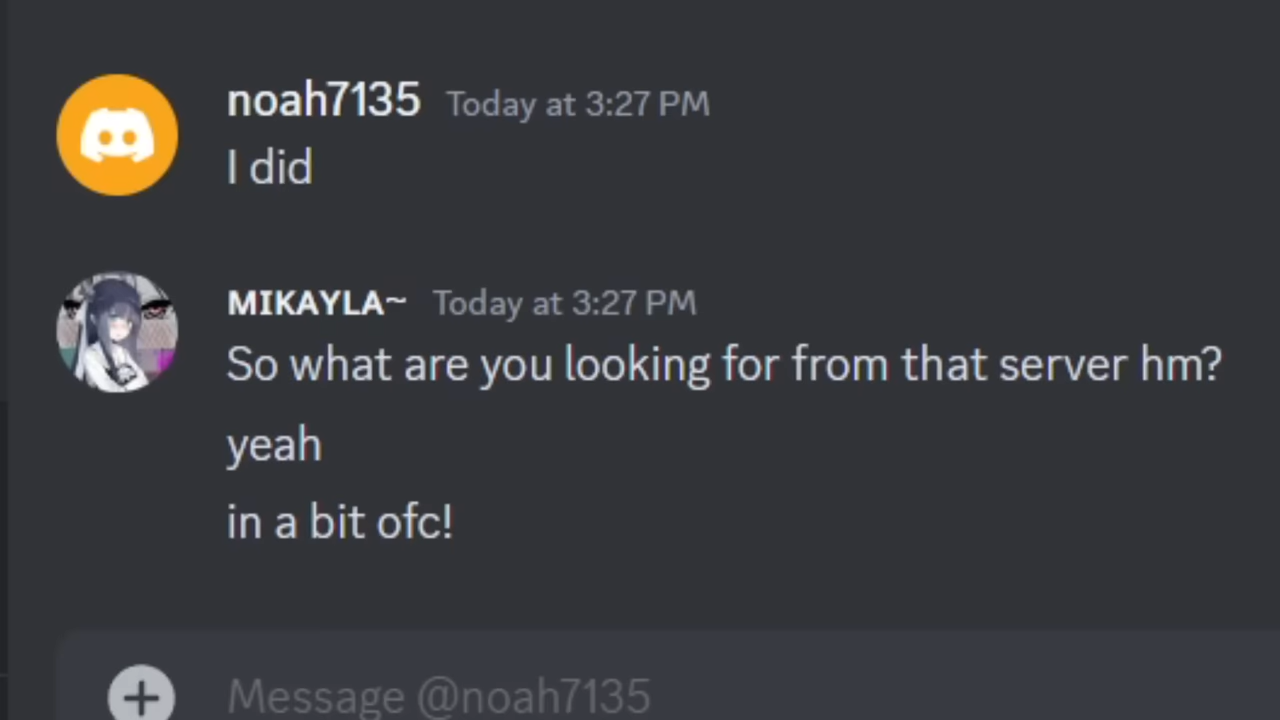 noah7135 Today at 3:27 PM
I did
MIKAYLA~ Today at 3:27 PM
So what are you looking for from that server hm?
yeah
in a bit ofc!
Message @noah7135